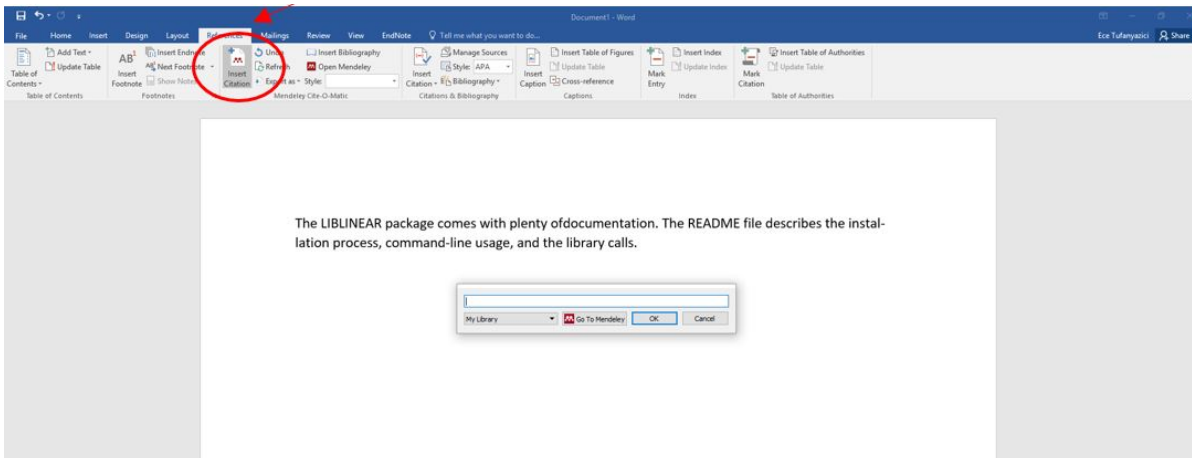 Document1 - Word
File Home Insert Design Layout References Mailings Review View EndNote Tell me what you want to do... Ece Tufanyazici Share
Table of Contents
Add Text
Update Table
Table of Contents
AB1
Insert Footnote
Insert Endnote
AB Next Footnote
Show Notes
Footnotes
Insert Citation
Undo
Refresh
Export as
Insert Bibliography
Open Mendeley
Style:
Mendeley Cite-O-Matic
Insert Citation
Manage Sources
Style: APA
Bibliography
Citations & Bibliography
Insert Caption
Insert Table of Figures
Update Table
Cross-reference
Captions
Mark Entry
Insert Index
Update Index
Index
Mark Citation
Insert Table of Authorities
Update Table
Table of Authorities
The LIBLINEAR package comes with plenty ofdocumentation. The README file describes the instal-
lation process, command-line usage, and the library calls.
My Library Go To Mendeley OK Cancel